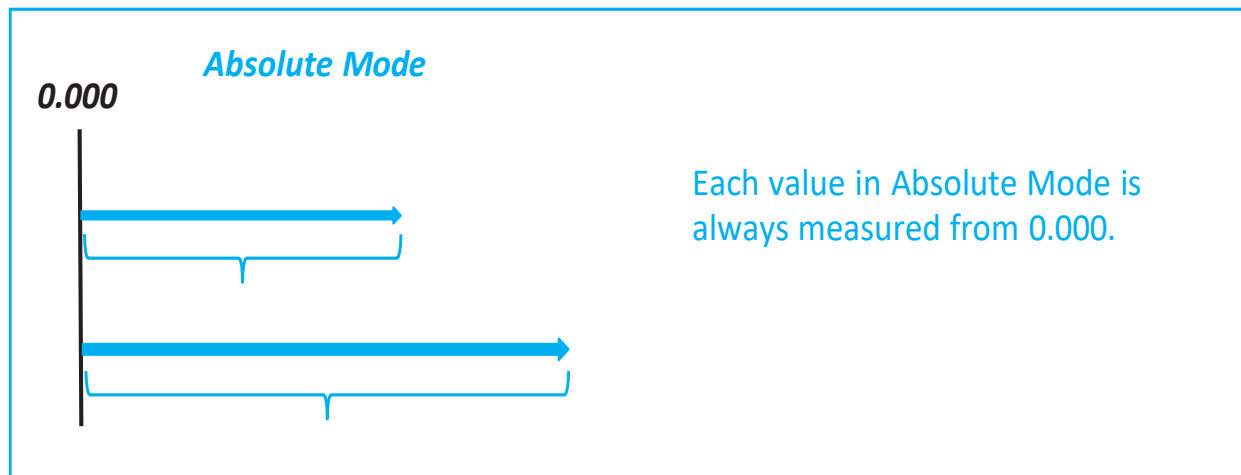 Absolute Mode
0.000
Each value in Absolute Mode is
always measured from 0.000.